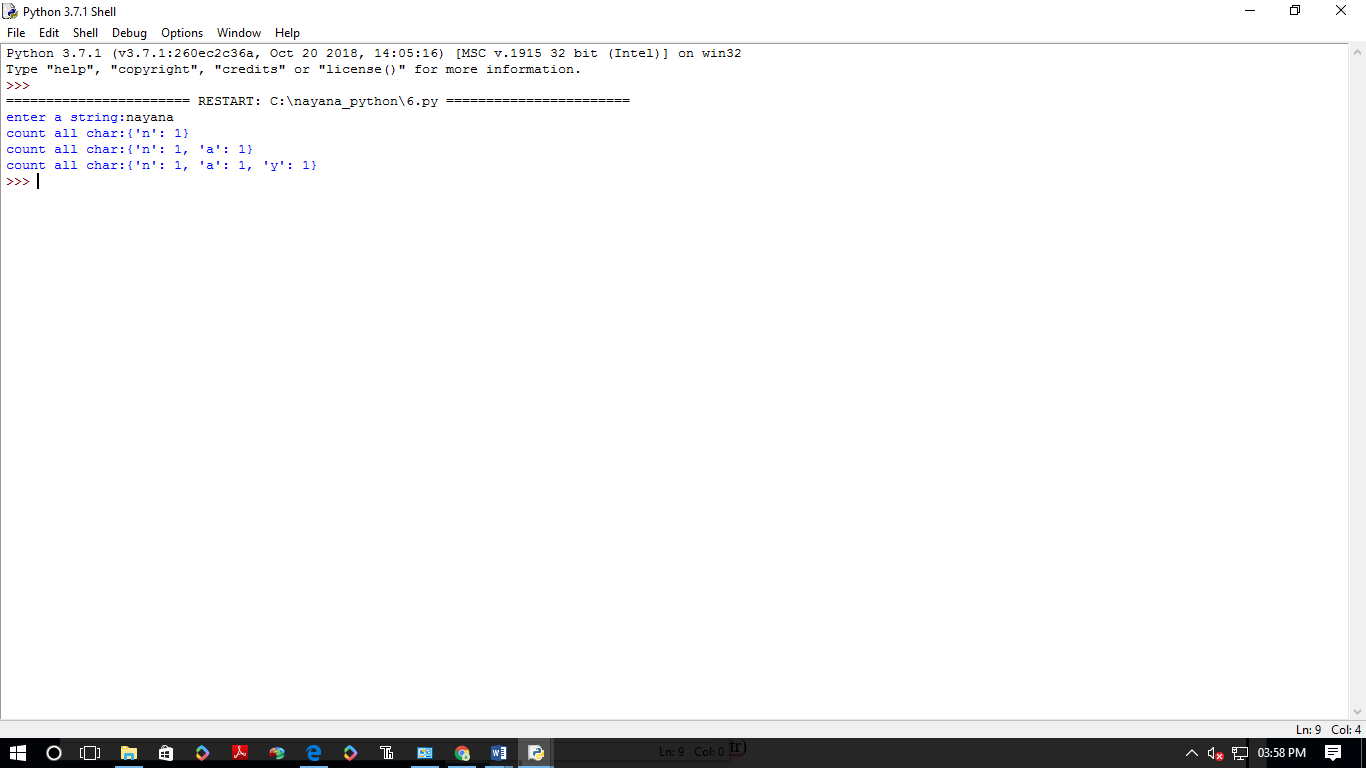 Python 3.7.1 Shell
File Edit Shell Debug Options Window Help
Python 3.7.1 (v3.7.1:260ec2c36a, Oct 20 2018, 14:05:16) [MSC v.1915 32 bit (Intel)] on win32
Type "help", "copyright", "credits" or "license()" for more information.
>>>
======================= RESTART: C:\nayana_python\6.py =======================
enter a string:nayana
count all char:{'n': 1}
count all char:{'n': 1, 'a': 1}
count all char:{'n': 1, 'a': 1, 'y': 1}
>>>
Ln: 9 Col: 4
Ln: 9 Col: 0 tr)
03:58 PM